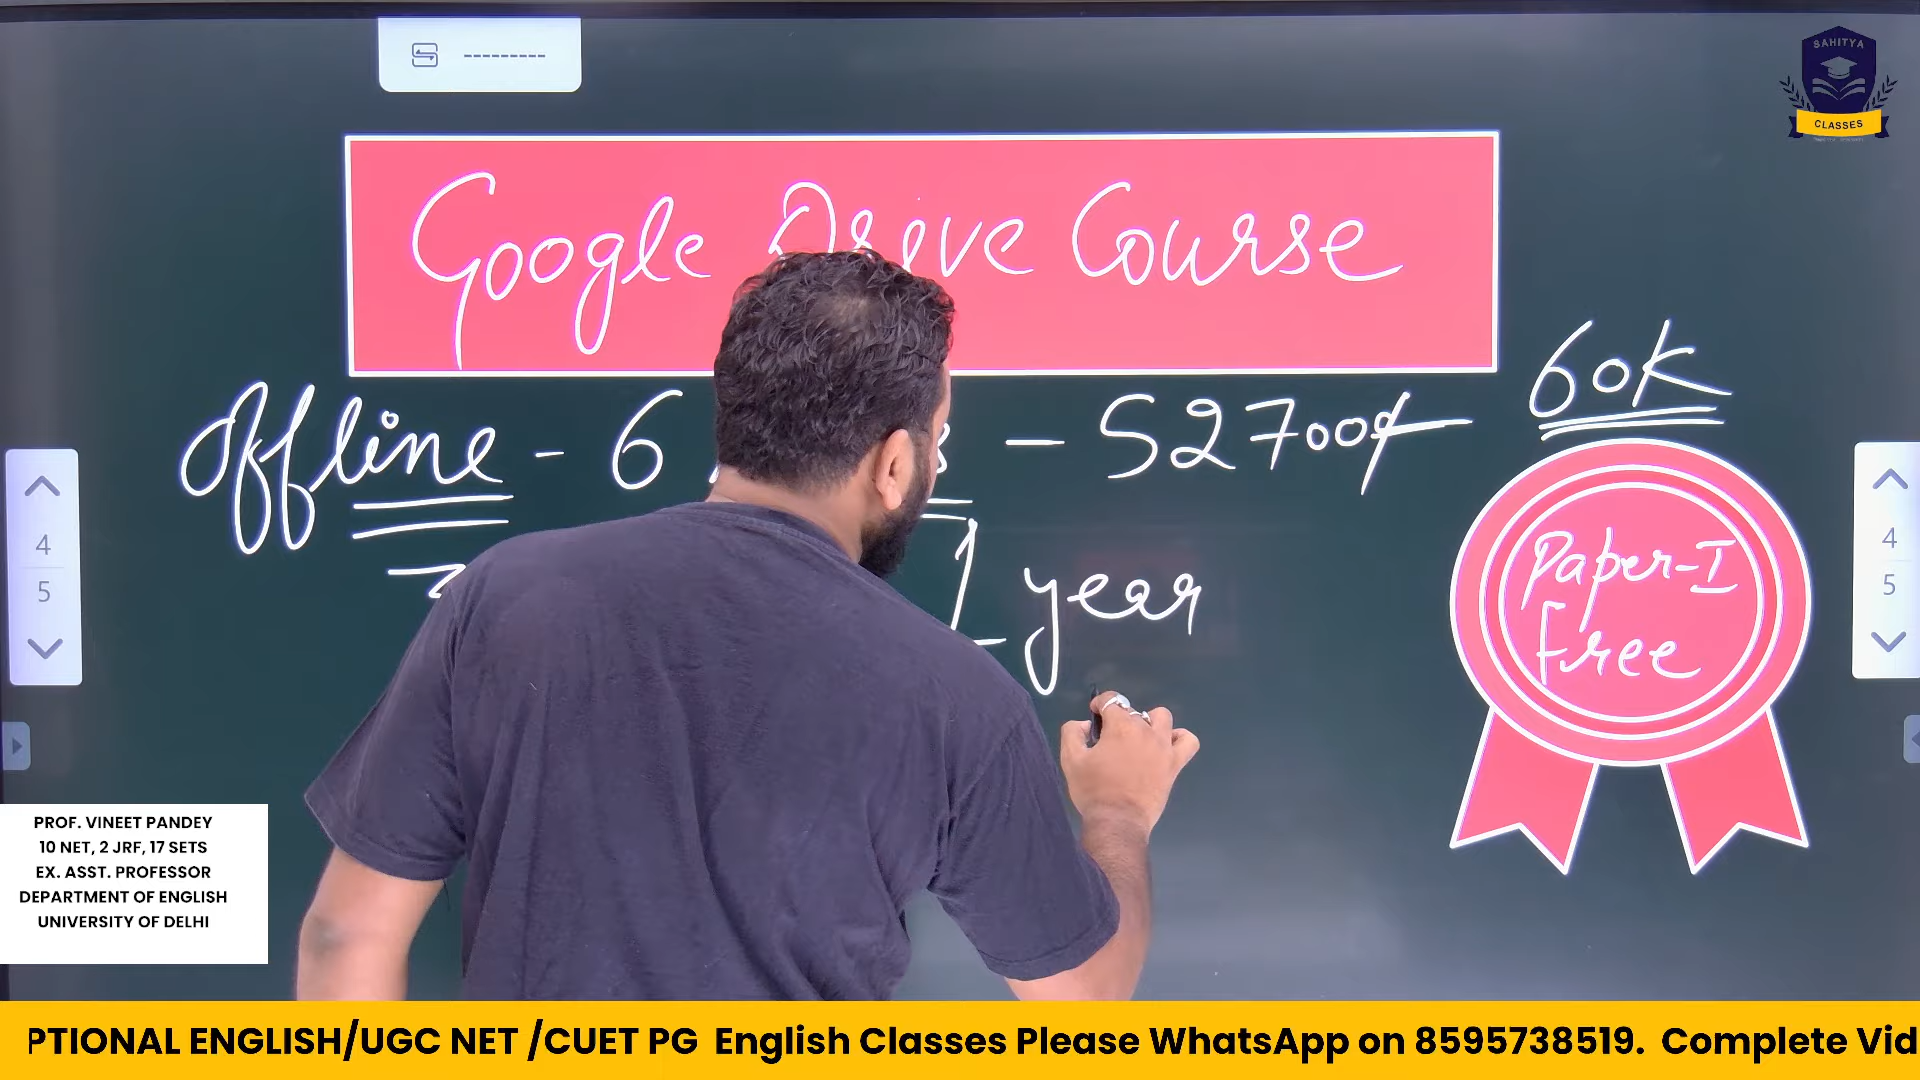 SAHITYA
CLASSES
Google Drive Course
60K
Offline - 6 - 52700/-
1 year
Paper-I
Free
4
5
4
5
PROF. VINEET PANDEY
10 NET, 2 JRF, 17 SETS
EX. ASST. PROFESSOR
DEPARTMENT OF ENGLISH
UNIVERSITY OF DELHI
PTIONAL ENGLISH/UGC NET /CUET PG English Classes Please WhatsApp on 8595738519. Complete Vid